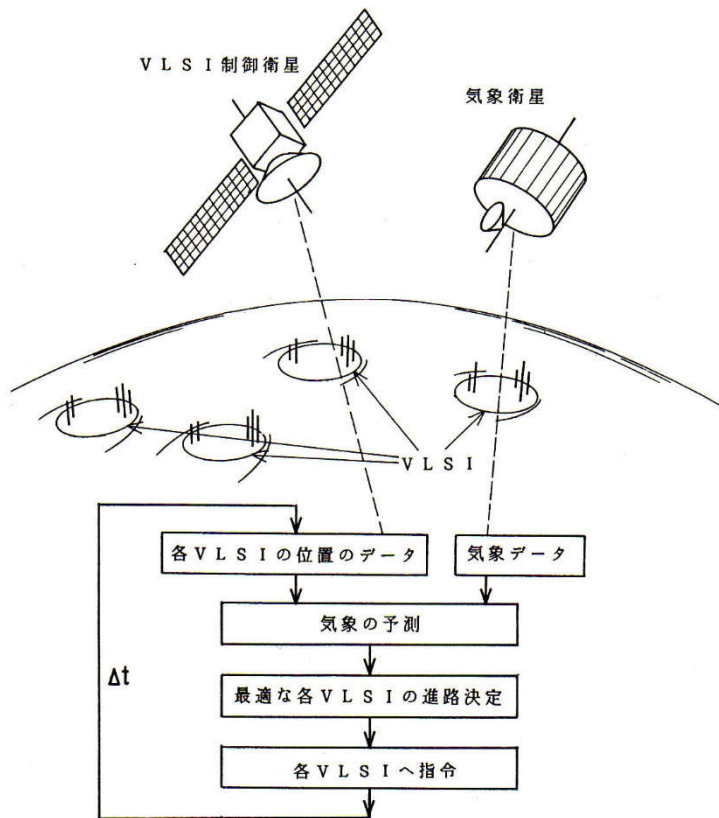 VLSI制御衛星
気象衛星
VLSI
各VLSIの位置のデータ
気象データ
気象の予測
Δt
最適な各VLSIの進路決定
各VLSIへ指令